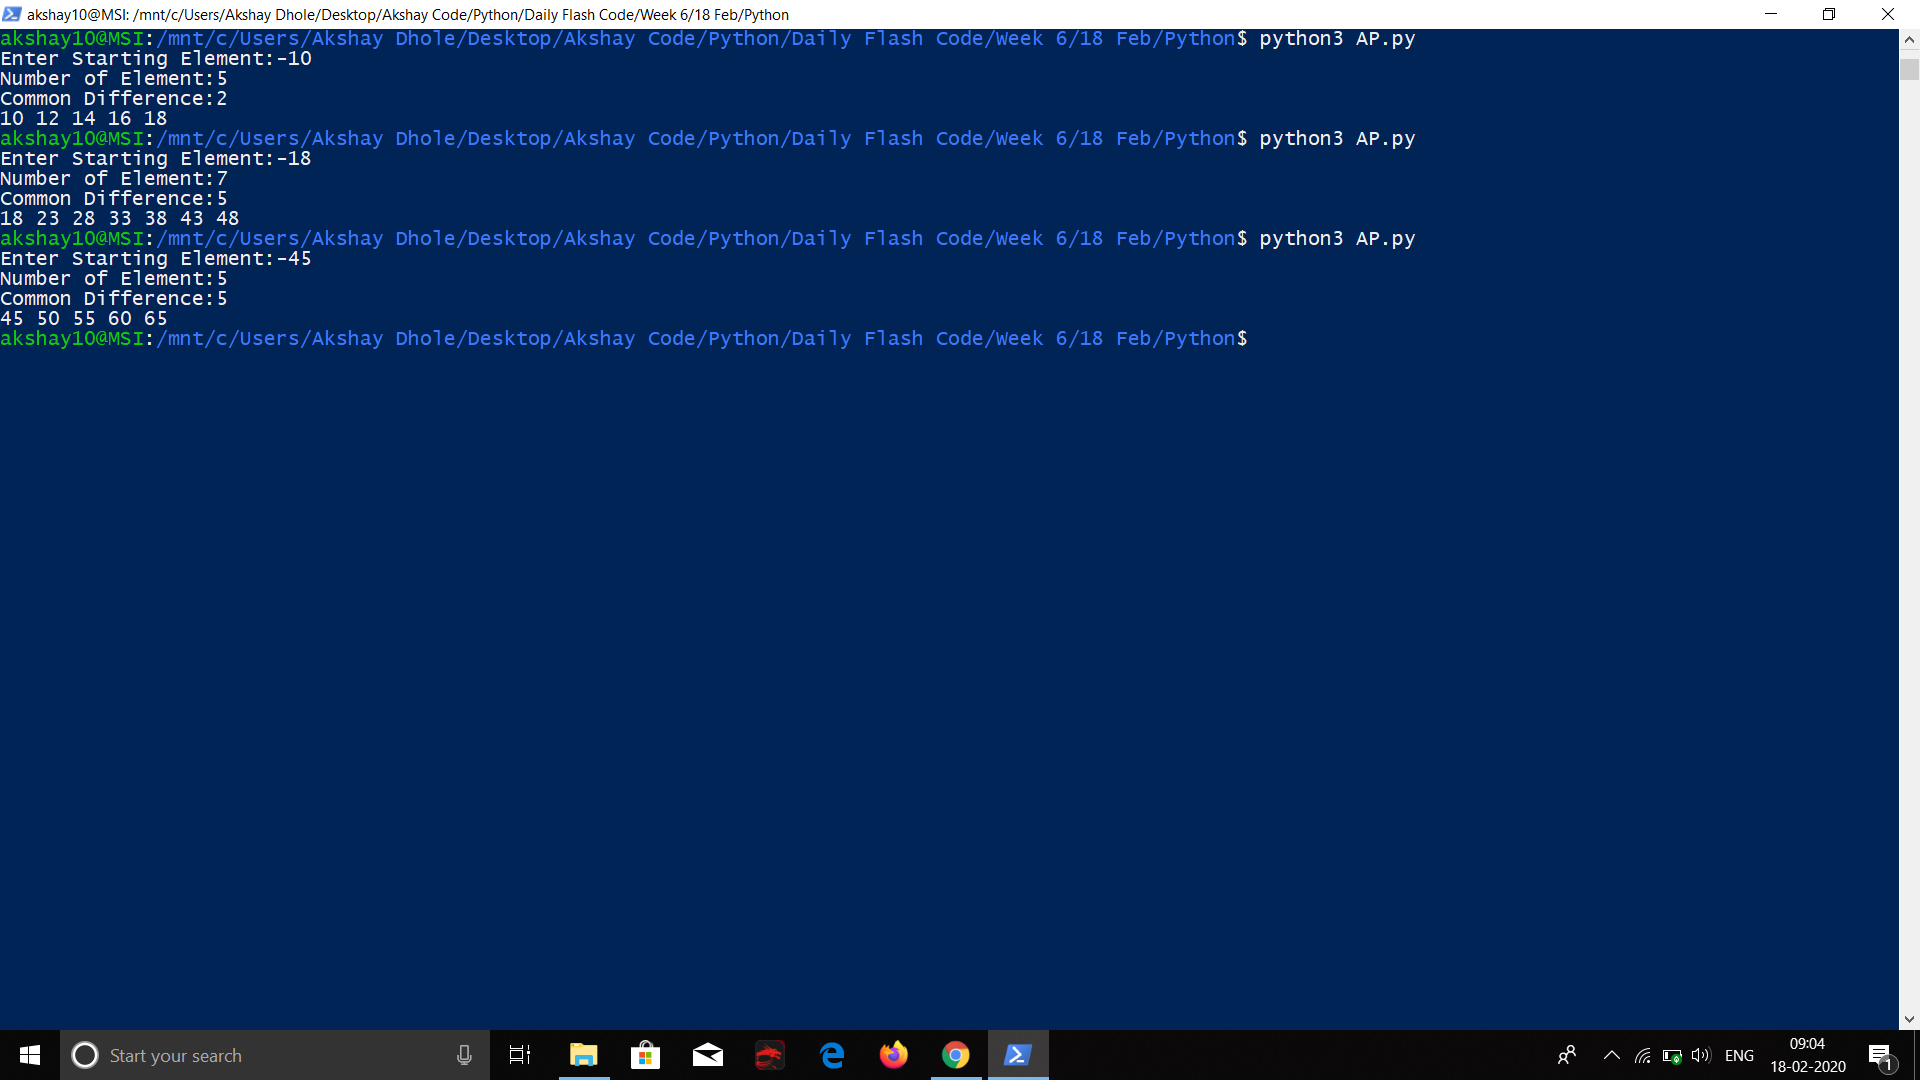 akshay10@MSI: /mnt/c/Users/Akshay Dhole/Desktop/Akshay Code/Python/Daily Flash Code/Week 6/18 Feb/Python
akshay10@MSI:/mnt/c/Users/Akshay Dhole/Desktop/Akshay Code/Python/Daily Flash Code/Week 6/18 Feb/Python$ python3 AP.py
Enter Starting Element:-10
Number of Element:5
Common Difference:2
10 12 14 16 18
akshay10@MSI:/mnt/c/Users/Akshay Dhole/Desktop/Akshay Code/Python/Daily Flash Code/Week 6/18 Feb/Python$ python3 AP.py
Enter Starting Element:-18
Number of Element:7
Common Difference:5
18 23 28 33 38 43 48
akshay10@MSI:/mnt/c/Users/Akshay Dhole/Desktop/Akshay Code/Python/Daily Flash Code/Week 6/18 Feb/Python$ python3 AP.py
Enter Starting Element:-45
Number of Element:5
Common Difference:5
45 50 55 60 65
akshay10@MSI:/mnt/c/Users/Akshay Dhole/Desktop/Akshay Code/Python/Daily Flash Code/Week 6/18 Feb/Python$
Start your search
ENG
09:04
18-02-2020
1